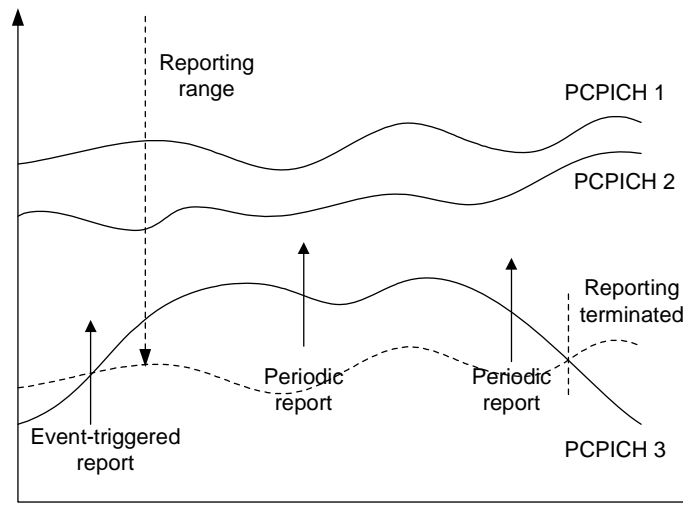 Reporting
range
PCPICH 1
PCPICH 2
Reporting
terminated
Periodic
report
Periodic
report
Event-triggered
report
PCPICH 3